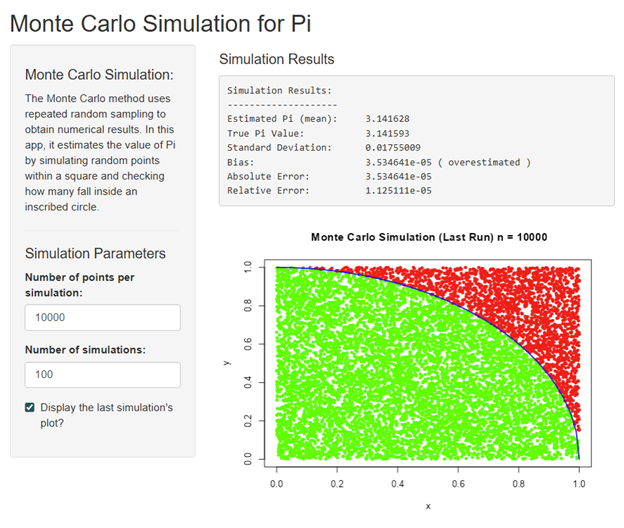 Monte Carlo Simulation for Pi
Monte Carlo Simulation:
The Monte Carlo method uses
repeated random sampling to
obtain numerical results. In this
app, it estimates the value of Pi
by simulating random points
within a square and checking
how many fall inside an
inscribed circle.
Simulation Parameters
Number of points per
simulation:
10000
Number of simulations:
100
Display the last simulation's
plot?
Simulation Results
Simulation Results:
-------------------
Estimated Pi (mean): 3.141628
True Pi Value: 3.141593
Standard Deviation: 0.01755009
Bias: 3.534641e-05 ( overestimated )
Absolute Error: 3.534641e-05
Relative Error: 1.125111e-05
Monte Carlo Simulation (Last Run) n = 10000
1.0
0.8
0.6
0.4
0.2
0.0
y
0.0 0.2 0.4 0.6 0.8 1.0
x